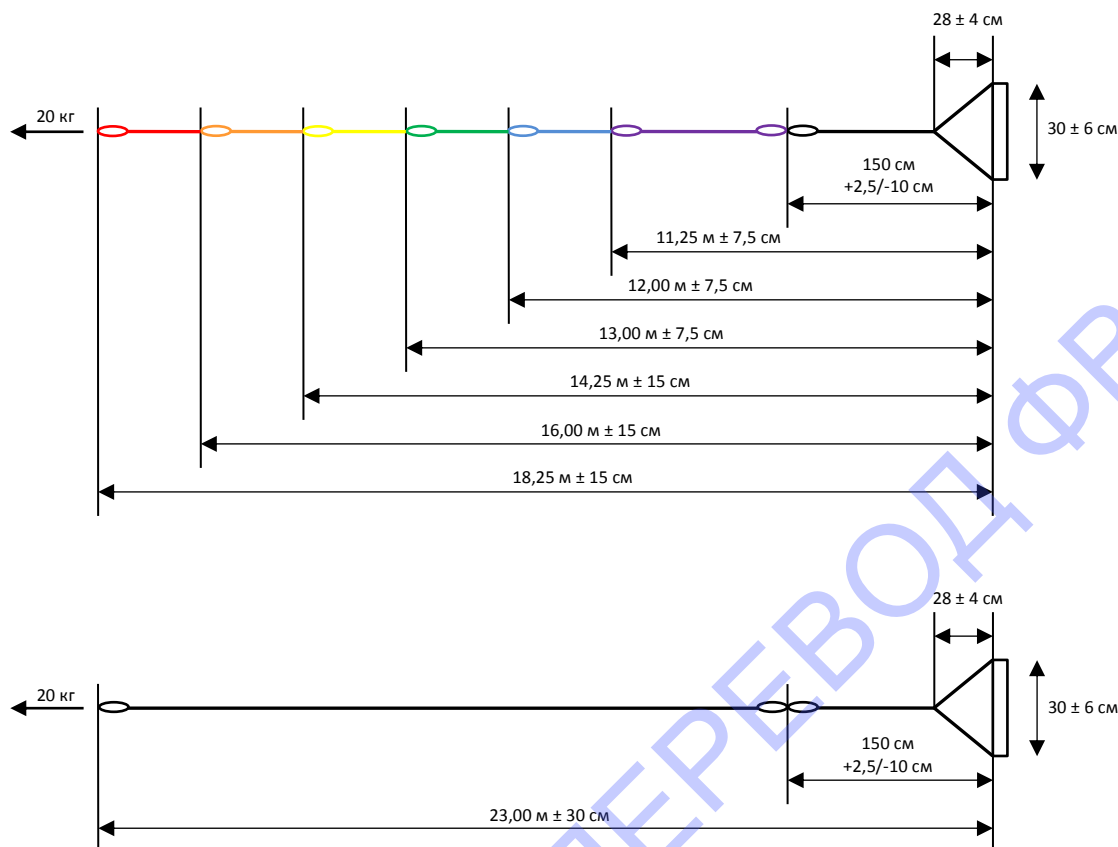 28 ± 4 см
20 кг
30 ± 6 см
150 см
+2,5/-10 см
11,25 м ± 7,5 см
12,00 м ± 7,5 см
13,00 м ± 7,5 см
14,25 м ± 15 см
16,00 м ± 15 см
18,25 м ± 15 см
28 ± 4 см
20 кг
30 ± 6 см
150 см
+2,5/-10 см
23,00 м ± 30 см
ПЕРЕВОД ФВ